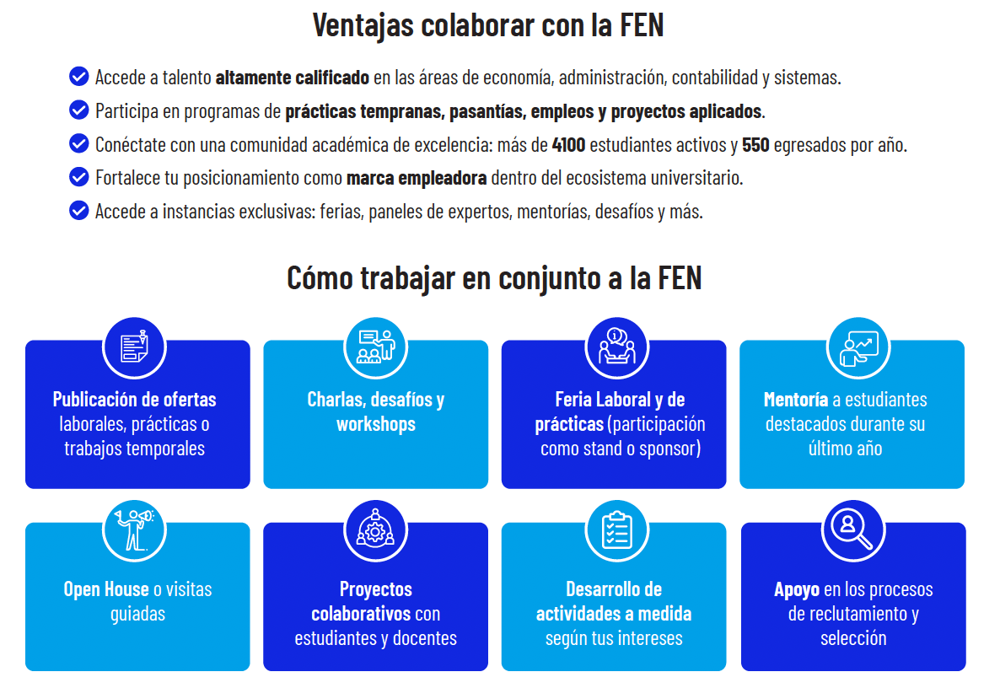 Ventajas colaborar con la FEN
Accede a talento altamente calificado en las áreas de economía, administración, contabilidad y sistemas.
Participa en programas de prácticas tempranas, pasantías, empleos y proyectos aplicados.
Conéctate con una comunidad académica de excelencia: más de 4100 estudiantes activos y 550 egresados por año.
Fortalece tu posicionamiento como marca empleadora dentro del ecosistema universitario.
Accede a instancias exclusivas: ferias, paneles de expertos, mentorías, desafíos y más.
Cómo trabajar en conjunto a la FEN
Publicación de ofertas
laborales, prácticas o
trabajos temporales
Charlas, desafíos y
workshops
Feria Laboral y de
prácticas (participación
como stand o sponsor)
Mentoría a estudiantes
destacados durante su
último año
Open House o visitas
guiadas
Proyectos
colaborativos con
estudiantes y docentes
Desarrollo de
actividades a medida
según tus intereses
Apoyo en los procesos
de reclutamiento y
selección